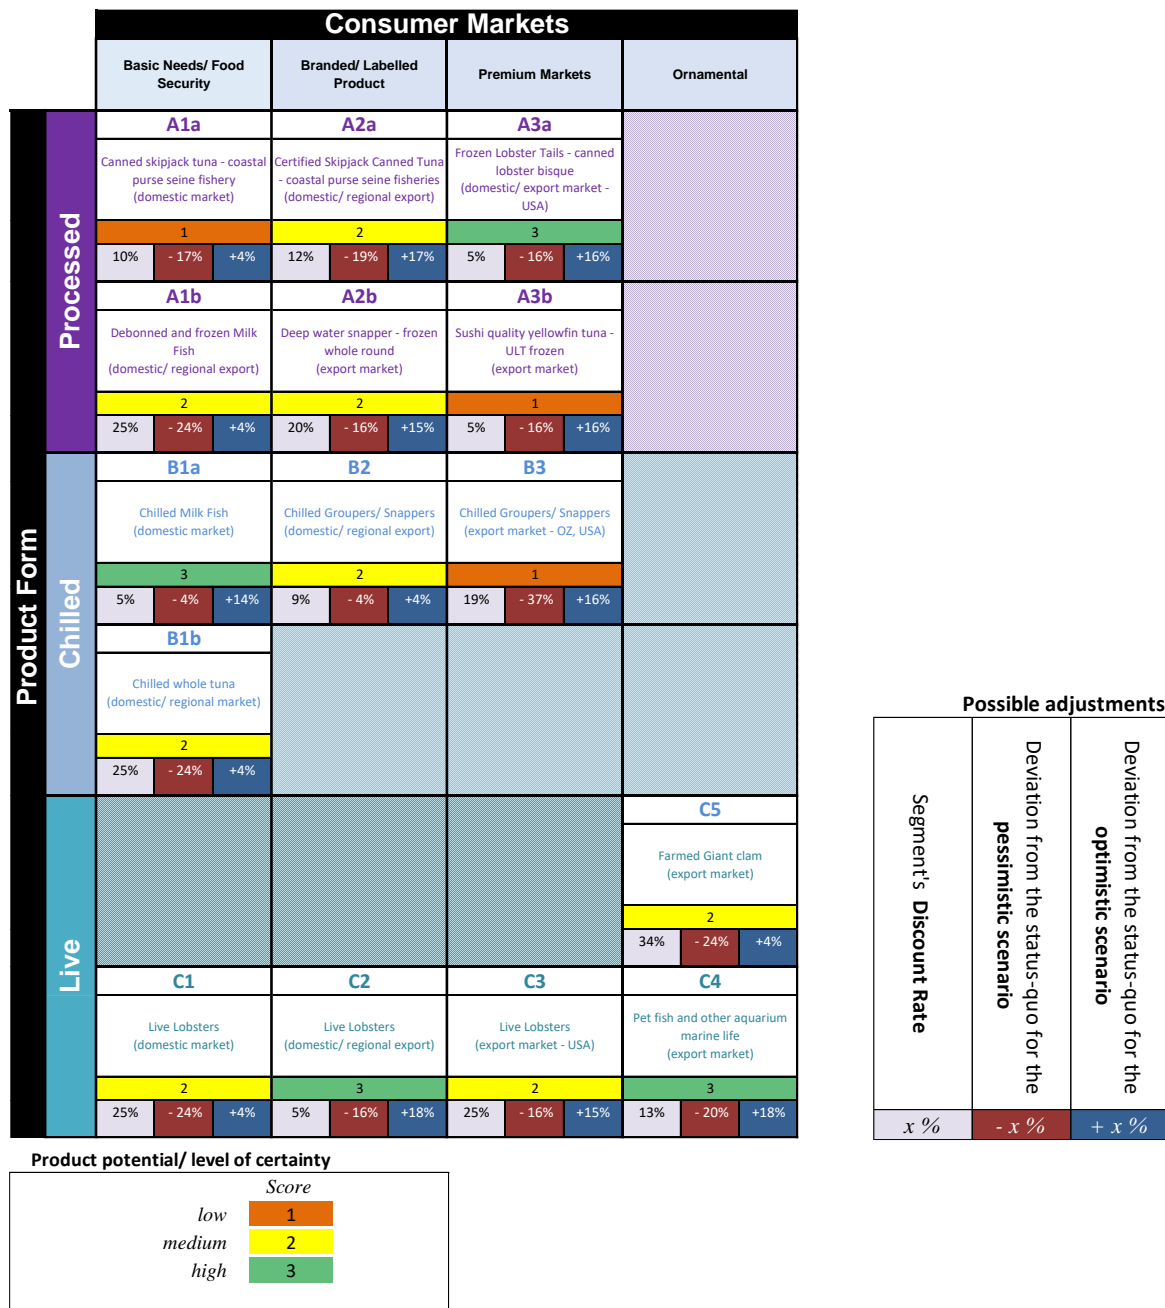 Consumer Markets
Basic Needs/ Food
Security
Branded/ Labelled
Product
Premium Markets
Ornamental
Product Form
Processed
A1a
A2a
A3a
Canned skipjack tuna - coastal
purse seine fishery
(domestic market)
Certified Skipjack Canned Tuna
- coastal purse seine fisheries
(domestic/ regional export)
Frozen Lobster Tails - canned
lobster bisque
(domestic/ export market -
USA)
1
2
3
10% - 17% +4%
12% - 19% +17%
5% - 16% +16%
A1b
A2b
A3b
Debonned and frozen Milk
Fish
(domestic/ regional export)
Deep water snapper - frozen
whole round
(export market)
Sushi quality yellowfin tuna -
ULT frozen
(export market)
2
2
1
25% - 24% +4%
20% - 16% +15%
5% - 16% +16%
Chilled
B1a
B2
B3
Chilled Milk Fish
(domestic market)
Chilled Groupers/ Snappers
(domestic/ regional export)
Chilled Groupers/ Snappers
(export market - OZ, USA)
3
2
1
5% - 4% +14%
9% - 4% +4%
19% - 37% +16%
B1b
Chilled whole tuna
(domestic/ regional market)
2
25% - 24% +4%
Live
C5
Farmed Giant clam
(export market)
2
34% - 24% +4%
C1
C2
C3
C4
Live Lobsters
(domestic market)
Live Lobsters
(domestic/ regional export)
Live Lobsters
(export market - USA)
Pet fish and other aquarium
marine life
(export market)
2
3
2
3
25% - 24% +4%
5% - 16% +18%
25% - 16% +15%
13% - 20% +18%
Possible adjustments
Segment's Discount Rate
Deviation from the status-quo for the
pessimistic scenario
Deviation from the status-quo for the
optimistic scenario
x %
- x %
+ x %
Product potential/ level of certainty
Score
low 1
medium 2
high 3